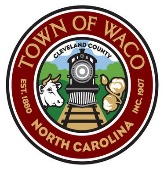 TOWN OF WACO
CLEVELAND COUNTY
EST. 1880
INC. 1907
NORTH CAROLINA